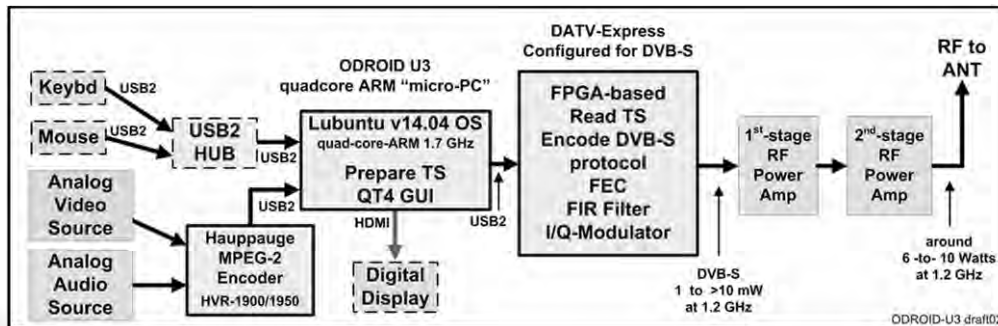 DATV-Express
Configured for DVB-S
RF to
ANT
ODROID U3
quadcore ARM "micro-PC"
Keybd
USB2
Mouse
USB2
USB2
HUB
USB2
Lubuntu v14.04 OS
quad-core-ARM 1.7 GHz
Prepare TS
QT4 GUI
USB2
FPGA-based
Read TS
Encode DVB-S
protocol
FEC
FIR Filter
I/Q-Modulator
1st-stage
RF
Power
Amp
2nd-stage
RF
Power
Amp
Analog
Video
Source
Analog
Audio
Source
USB2
Hauppauge
MPEG-2
Encoder
HVR-1900/1950
HDMI
Digital
Display
DVB-S
1 to >10 mW
at 1.2 GHz
around
6 -to- 10 Watts
at 1.2 GHz
ODROID-U3 draft02